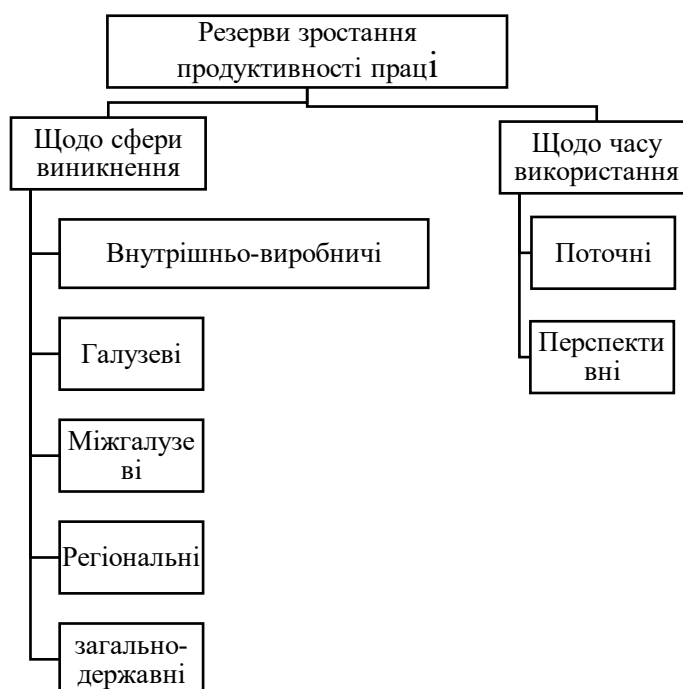 Резерви зростання
продуктивності праці
Щодо сфери
виникнення
Внутрішньо-виробничі
Галузеві
Міжгалузе
ві
Регіональні
загально-
державні
Щодо часу
використання
Поточні
Перспекти
вні